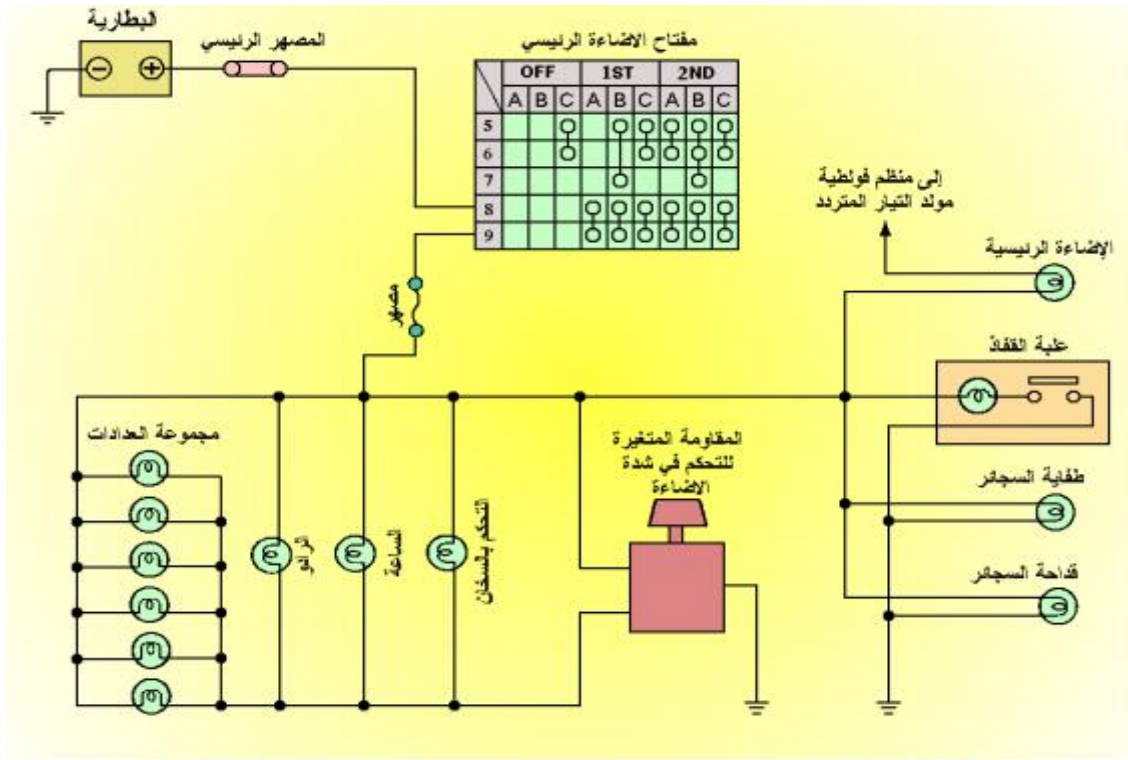 البطارية
المصهر الرئيسي
مفتاح الاضاءة الرئيسي
OFF 1ST 2ND
A B C A B C A B C
5
6
7
8
9
إلى منظم فولطية
مولد التيار المتردد
الإضاءة الرئيسية
مصهر
علبة القفاذ
مجموعة العدادات
المقاومة المتغيرة
للتحكم في شدة
الاضاءة
طفاية السجائر
الرادو
الساعة
التحكم بالسخان
قداحة السجائر